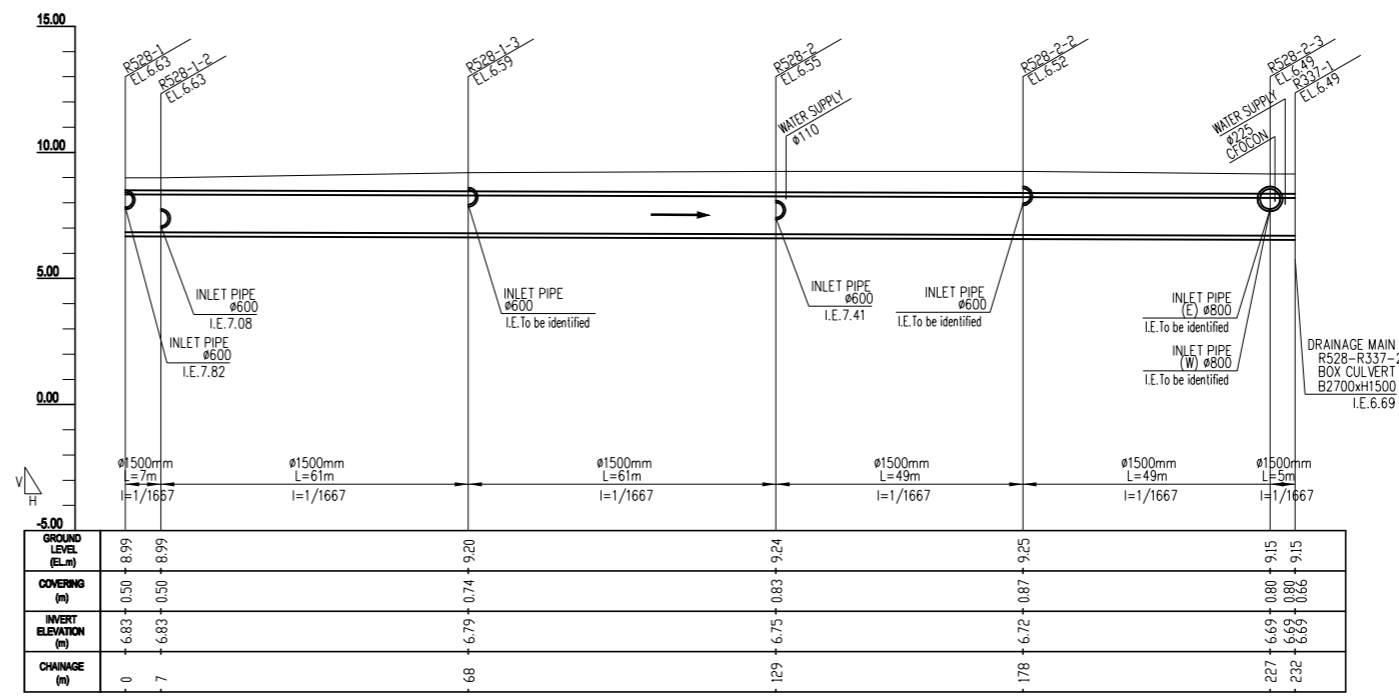 15.00
10.00
5.00
0.00
-5.00
V
H
R528-1
EL.6.63
R528-1-2
EL.6.63
R528-1-3
EL.6.59
R528-2
EL.6.55
WATER SUPPLY
ø110
R528-2-2
EL.6.52
R528-2-3
EL.6.49
R337-1
EL.6.49
WATER SUPPLY
ø225
CFOCON
INLET PIPE
ø600
I.E.7.08
INLET PIPE
ø600
I.E.7.82
INLET PIPE
ø600
I.E.To be identified
INLET PIPE
ø600
I.E.7.41
INLET PIPE
ø600
I.E.To be identified
INLET PIPE
(E) ø800
I.E.To be identified
INLET PIPE
(W) ø800
I.E.To be identified
DRAINAGE MAIN
R528-R337-2
BOX CULVERT
B2700xH1500
I.E.6.69
ø1500mm
L=7m
I=1/1667
ø1500mm
L=61m
I=1/1667
ø1500mm
L=61m
I=1/1667
ø1500mm
L=49m
I=1/1667
ø1500mm
L=49m
I=1/1667
ø1500mm
L=5m
I=1/1667
GROUND
LEVEL
(EL.m)
8.99 8.99 9.20 9.24 9.25 9.15 9.15
COVERING
(m)
0.50 0.50 0.74 0.83 0.87 0.80 0.80 0.66
INVERT
ELEVATION
(m)
6.83 6.83 6.79 6.75 6.72 6.69 6.69 6.69
CHAINAGE
(m)
0 7 68 129 178 227 232